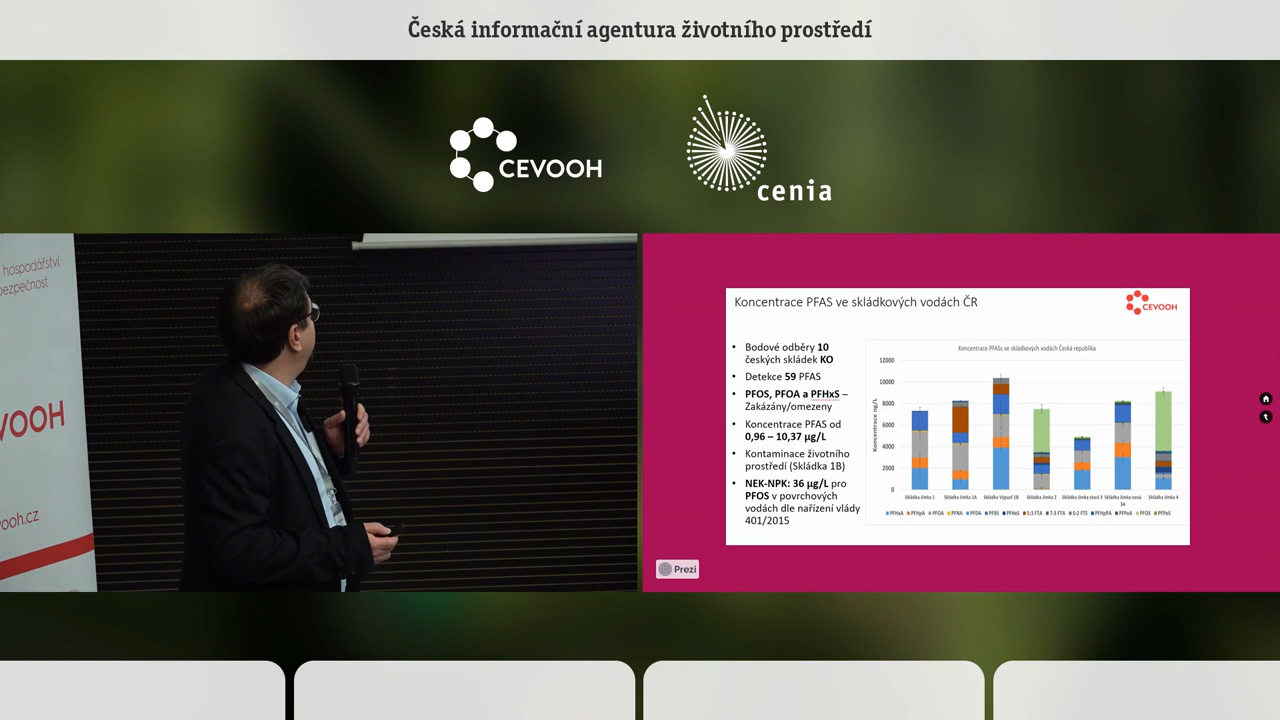 Česká informační agentura životního prostředí
CEVOOH
cenia
hospodářství
bezpečnost
VOOH
vooh.cz
Koncentrace PFAS ve skládkových vodách ČR
CEVOOH
• Bodové odběry 10
českých skládek KO
• Detekce 59 PFAS
• PFOS, PFOA a PFHxS –
Zakázány/omezeny
• Koncentrace PFAS od
0,96 – 10,37 µg/L
• Kontaminace životního
prostředí (Skládka 1B)
• NEK-NPK: 36 µg/L pro
PFOS v povrchových
vodách dle nařízení vlády
401/2015
Koncentrace PFASs ve skládkových vodách Česká republika
Koncentrace ng/L
12000
10000
8000
6000
4000
2000
0
Skládka Jímka 1 Skládka Jímka 1A Skládka Výpusť 1B Skládka Jímka 2 Skládka Jímka stará 3 Skládka Jímka nová 3A Skládka Jímka 4
PFHxA PFHpA PFOA PFNA PFDA PFBS PFHxS 5:3 FTA 7:3 FTA 6:2 FTS PFHpPA PFPeA PFOS PFPeS
Prezi